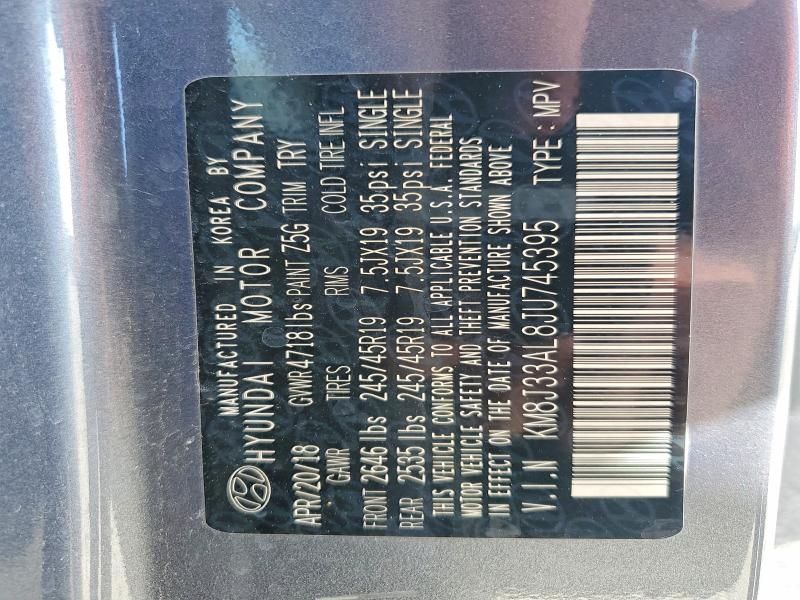 MANUFACTURED IN KOREA BY
HYUNDAI MOTOR COMPANY
APR/20/18 GVWR 4718 lbs PAINT Z5G TRIM TRY
GAWR TIRES RIMS COLD TIRE INFL
FRONT 2646 lbs 245/45R19 7.5JX19 35psi SINGLE
REAR 2535 lbs 245/45R19 7.5JX19 35psi SINGLE
THIS VEHICLE CONFORMS TO ALL APPLICABLE U.S.A. FEDERAL
MOTOR VEHICLE SAFETY AND THEFT PREVENTION STANDARDS
IN EFFECT ON THE DATE OF MANUFACTURE SHOWN ABOVE
V.I.N KM8J33AL8JU745395 TYPE : MPV